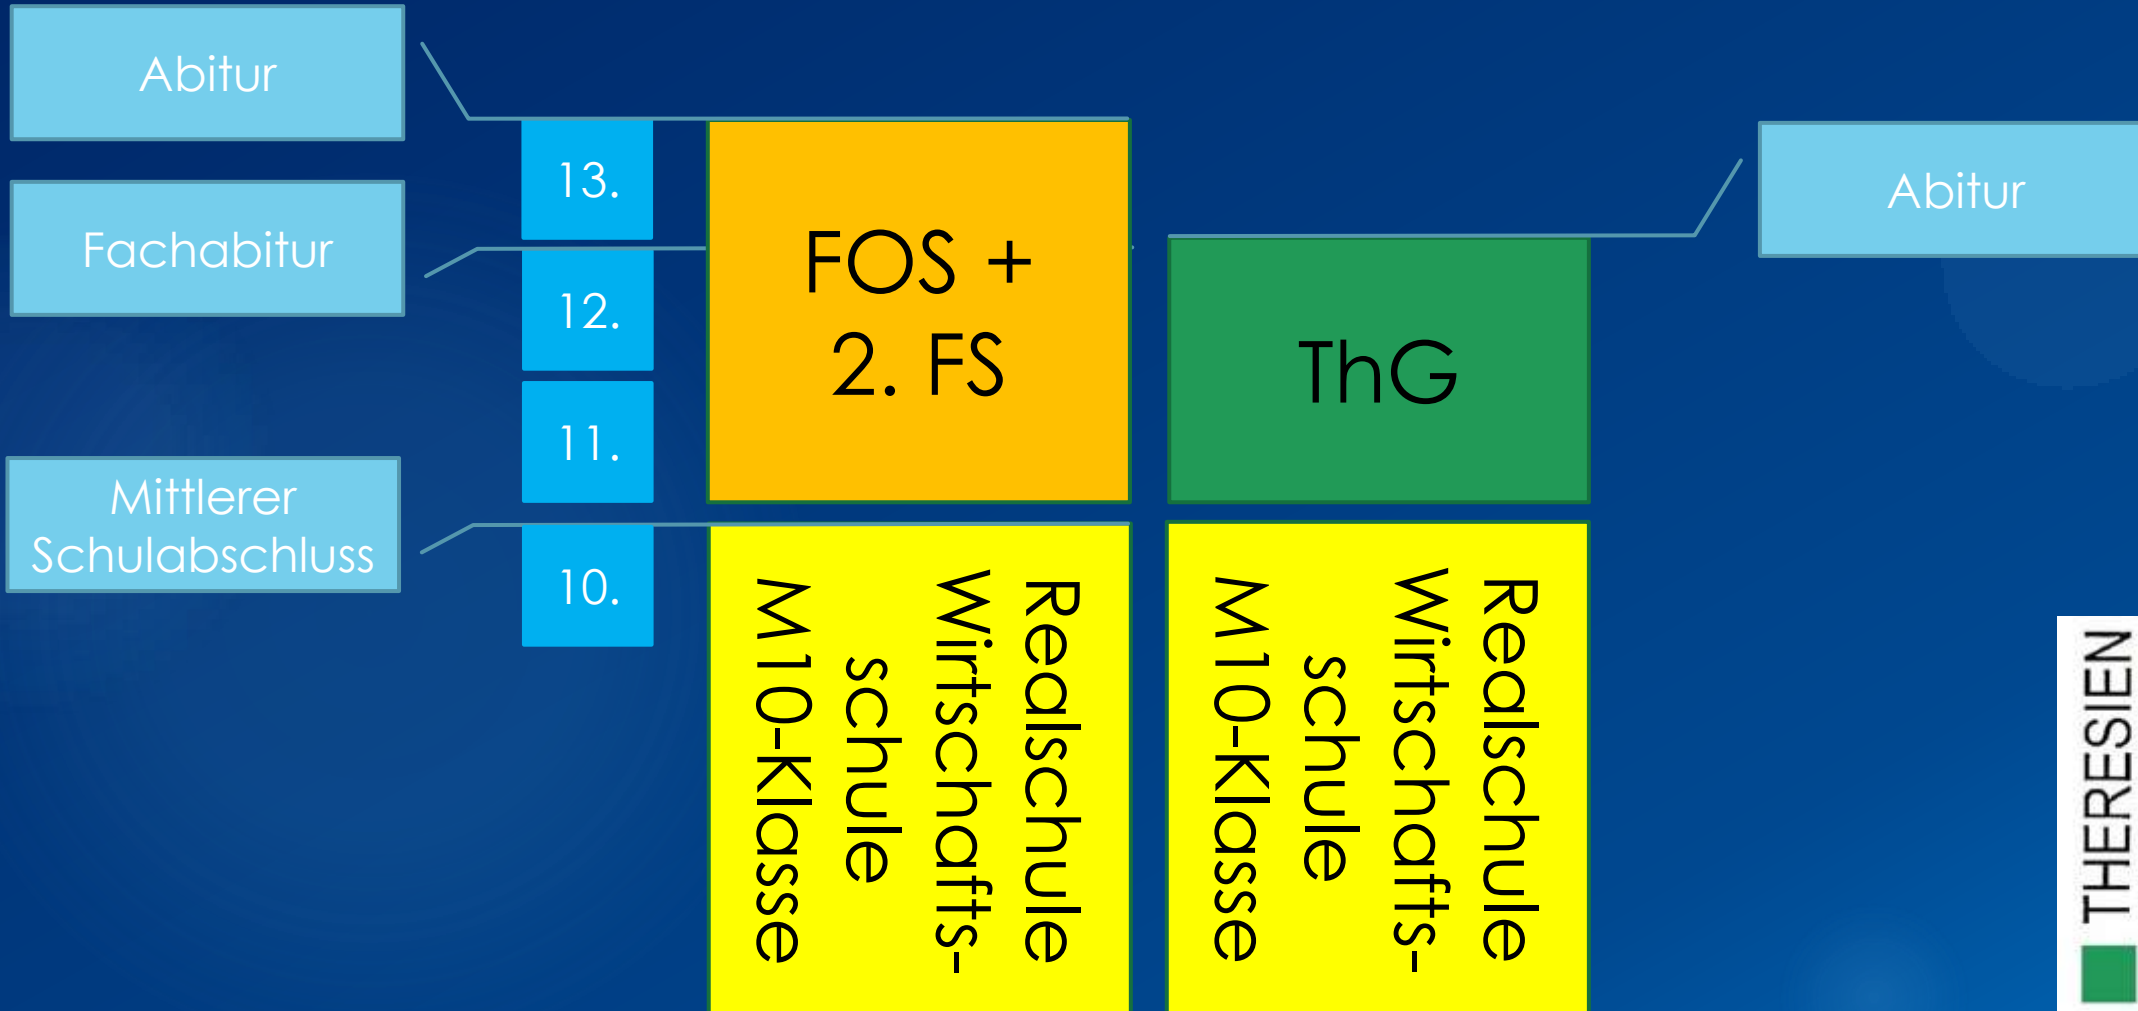 Abitur
Fachabitur
Mittlerer
Schulabschluss
13.
12.
11.
10.
FOS +
2. FS
Realschule
Wirtschafts-
schule
M10-Klasse
ThG
Realschule
Wirtschafts-
schule
M10-Klasse
Abitur
THERESIEN